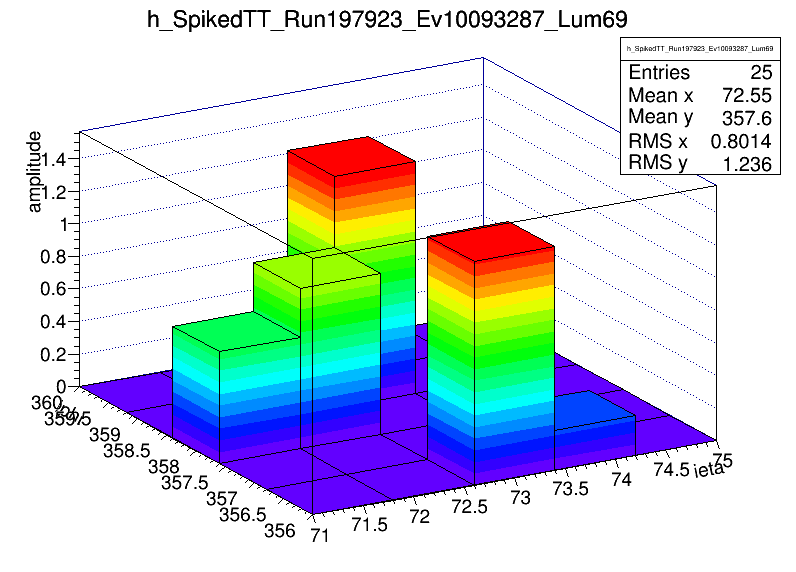 h_SpikedTT_Run197923_Ev10093287_Lum69
h_SpikedTT_Run197923_Ev10093287_Lum69
Entries 25
Mean x 72.55
Mean y 357.6
RMS x 0.8014
RMS y 1.236
amplitude
1.4
1.2
1
0.8
0.6
0.4
0.2
0
360
359.5
359
358.5
358
357.5
357
356.5
356
71
71.5
72
72.5
73
73.5
74
74.5
75
ieta